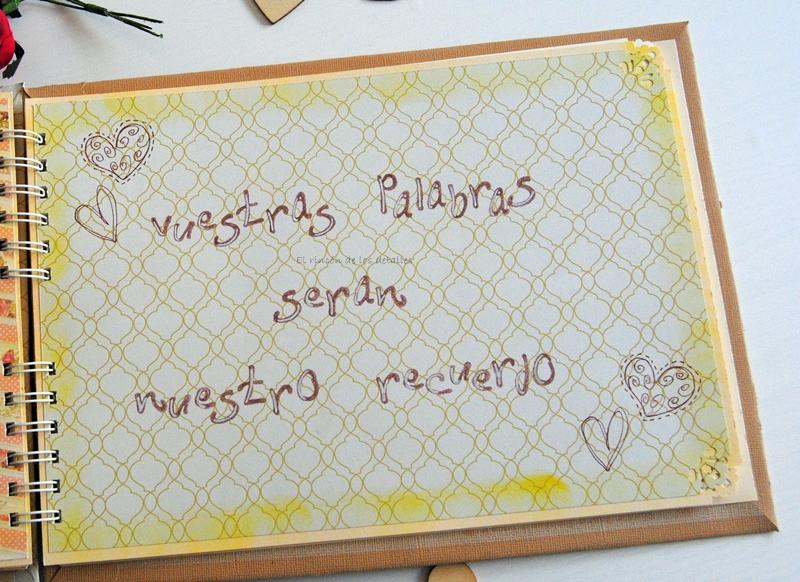 vuestras Palabras
El rincón de los detalles
seran
nuestro recuerdo